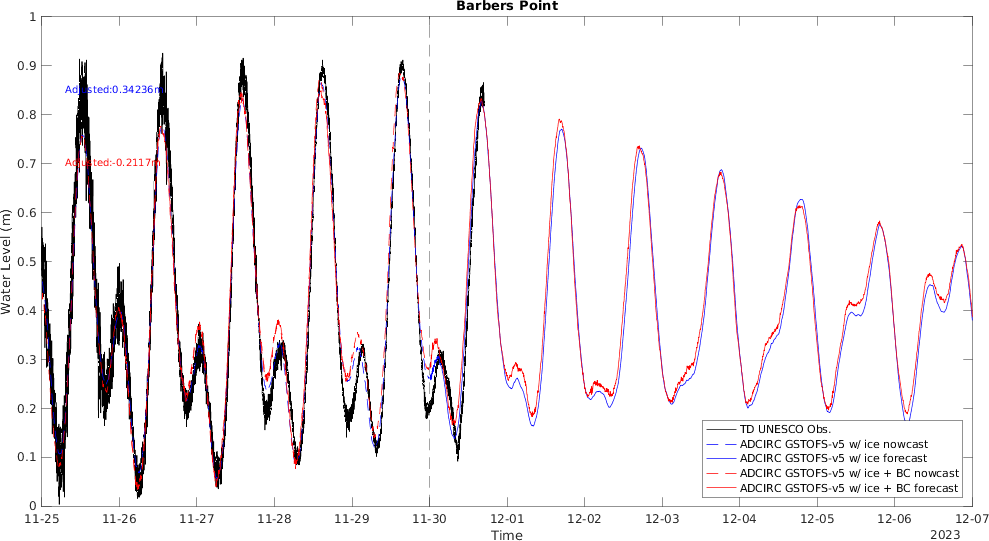 Barbers Point
Water Level (m)
1
0.9
0.8
0.7
0.6
0.5
0.4
0.3
0.2
0.1
0
Adjusted:0.34236m
Adjusted:-0.2117m
TD UNESCO Obs.
ADCIRC GSTOFS-v5 w/ ice nowcast
ADCIRC GSTOFS-v5 w/ ice forecast
ADCIRC GSTOFS-v5 w/ ice + BC nowcast
ADCIRC GSTOFS-v5 w/ ice + BC forecast
11-25 11-26 11-27 11-28 11-29 11-30 12-01 12-02 12-03 12-04 12-05 12-06 12-07
Time
2023